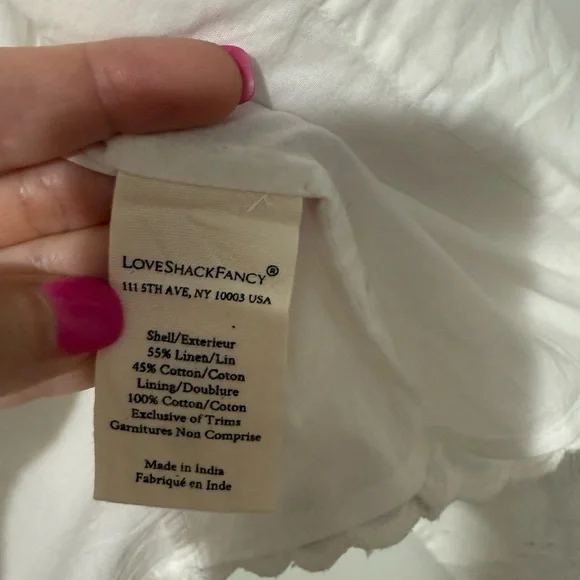 LOVESHACKFANCY®
111 5TH AVE, NY 10003 USA
Shell/Exterieur
55% Linen/Lin
45% Cotton/Coton
Lining/Doublure
100% Cotton/Coton
Exclusive of Trims
Garnitures Non Comprise
Made in India
Fabriqué en Inde